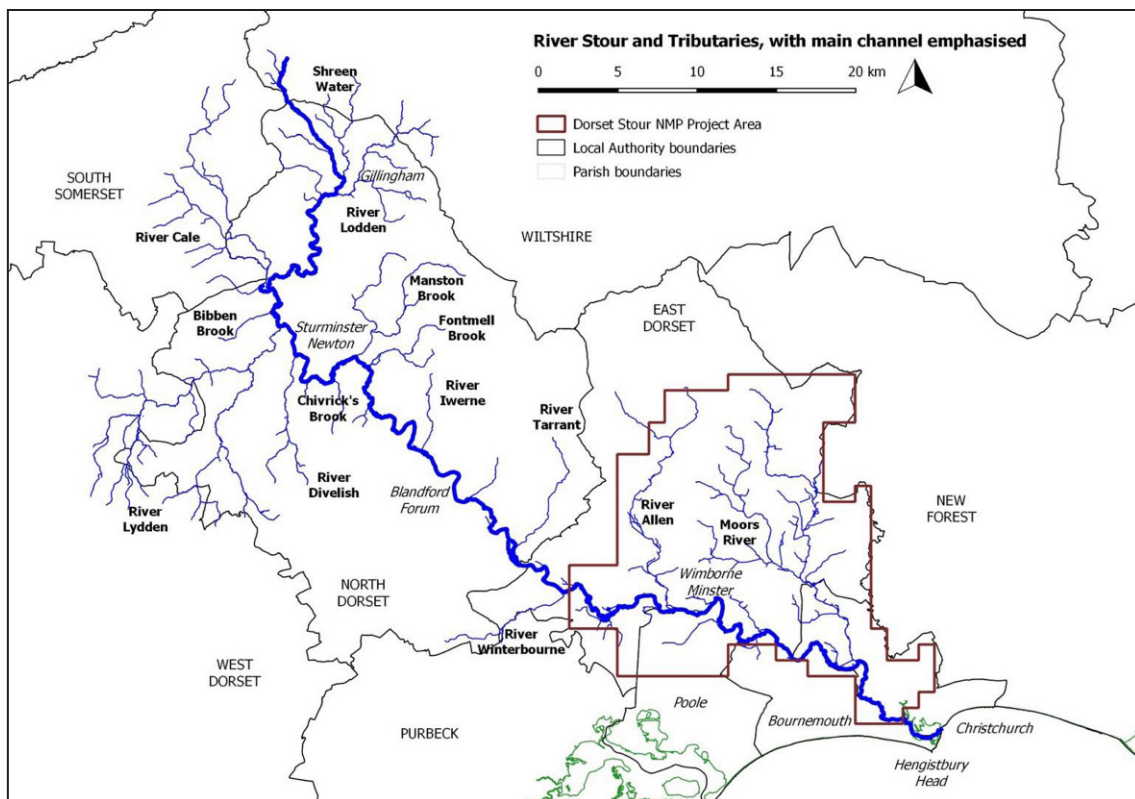 River Stour and Tributaries, with main channel emphasised
0 5 10 15 20 km
Dorset Stour NMP Project Area
Local Authority boundaries
Parish boundaries
Shreen
Water
Gillingham
SOUTH
SOMERSET
River
Lodden
River Cale
WILTSHIRE
Manston
Brook
Bibben
Brook
Sturminster
Newton
Fontmell
Brook
EAST
DORSET
River
Iwerne
Chivrick's
Brook
River
Tarrant
River
Divelish
Blandford
Forum
River
Lydden
River
Allen
Moors
River
NEW
FOREST
NORTH
DORSET
Wimborne
Minster
River
Winterbourne
WEST
DORSET
PURBECK
Poole
Bournemouth
Christchurch
Hengistbury
Head